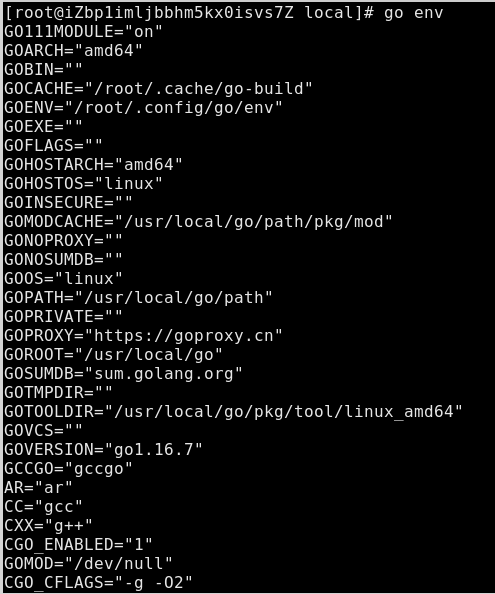 [root@iZbp1imljbbhm5kx0isvs7Z local]# go env
GO111MODULE="on"
GOARCH="amd64"
GOBIN=""
GOCACHE="/root/.cache/go-build"
GOENV="/root/.config/go/env"
GOEXE=""
GOFLAGS=""
GOHOSTARCH="amd64"
GOHOSTOS="linux"
GOINSECURE=""
GOMODCACHE="/usr/local/go/path/pkg/mod"
GONOPROXY=""
GONOSUMDB=""
GOOS="linux"
GOPATH="/usr/local/go/path"
GOPRIVATE=""
GOPROXY="https://goproxy.cn"
GOROOT="/usr/local/go"
GOSUMDB="sum.golang.org"
GOTMPDIR=""
GOTOOLDIR="/usr/local/go/pkg/tool/linux_amd64"
GOVCS=""
GOVERSION="go1.16.7"
GCCGO="gccgo"
AR="ar"
CC="gcc"
CXX="g++"
CGO_ENABLED="1"
GOMOD="/dev/null"
CGO_CFLAGS="-g -O2"